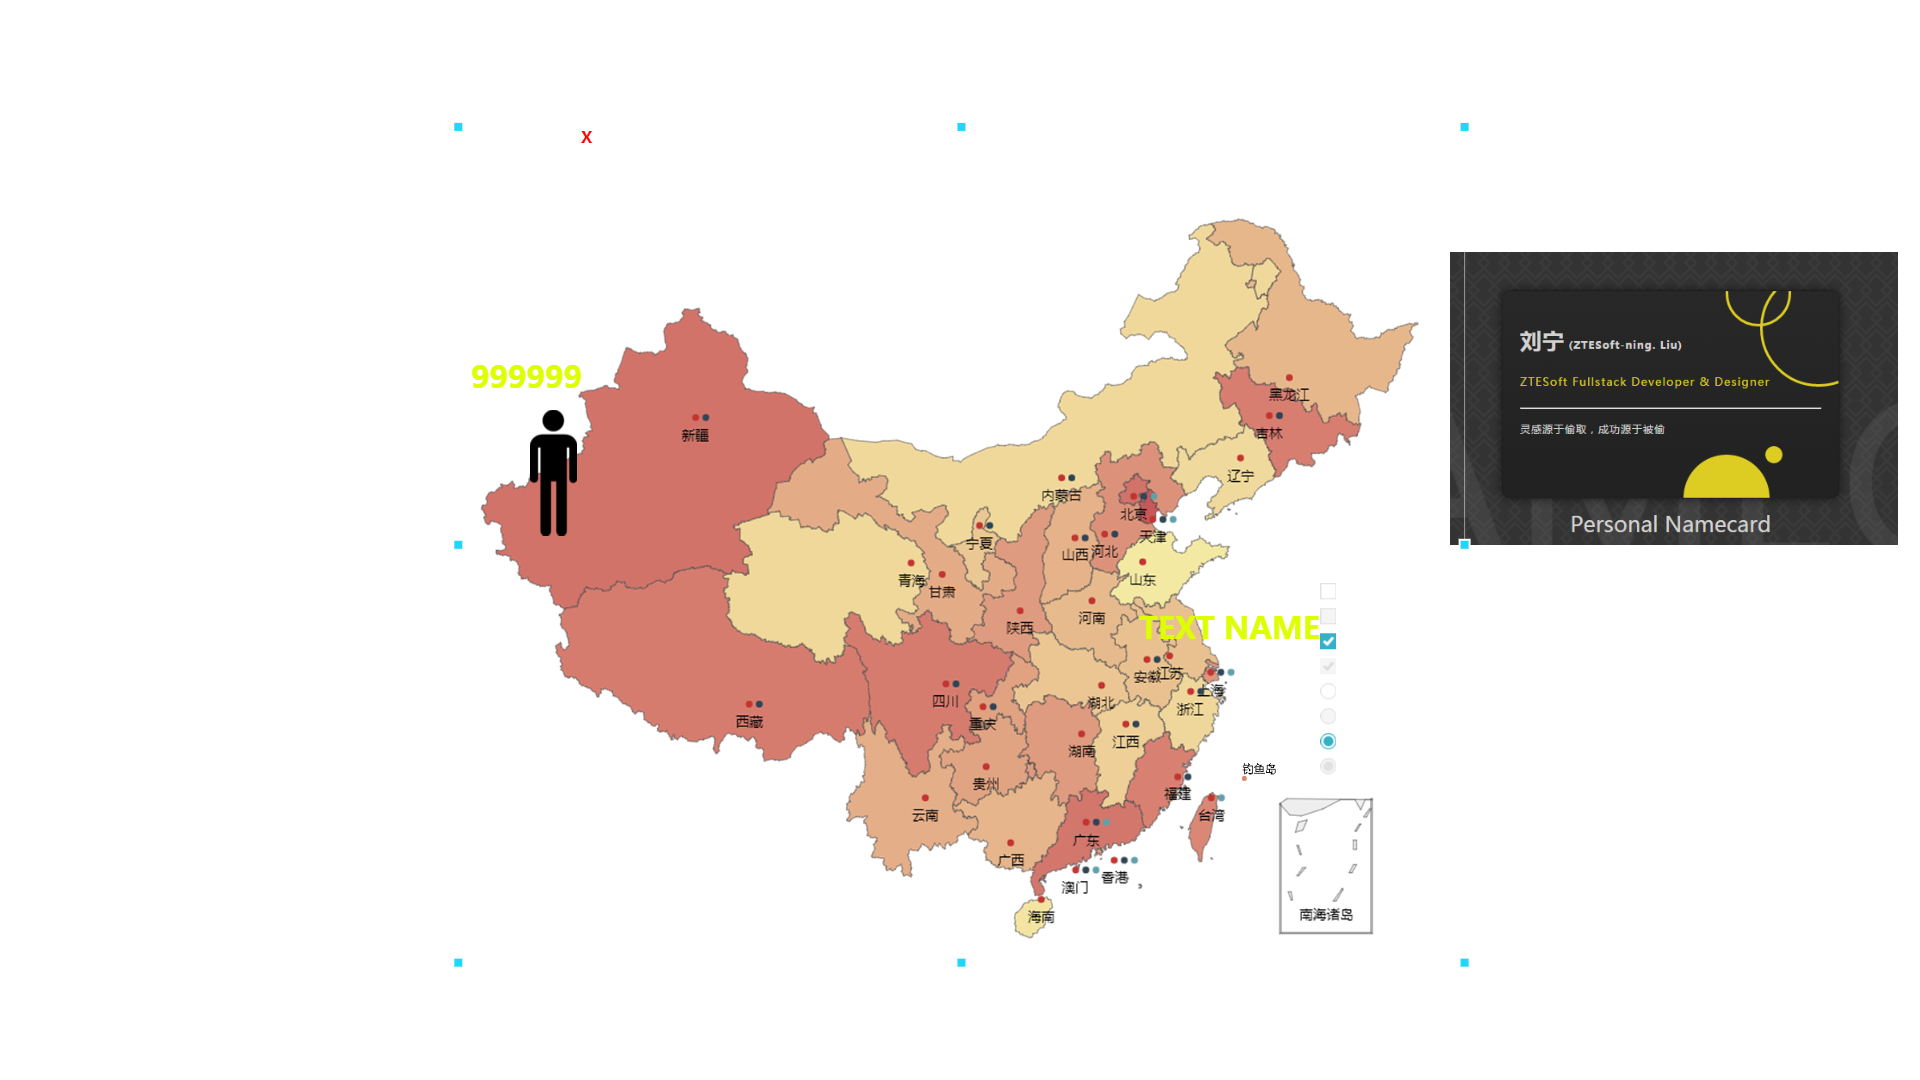 X
999999
新疆
黑龙江
吉林
辽宁
内蒙古
北京
天津
宁夏
山西
河北
青海
甘肃
山东
河南
陕西
TEXT NAME
安徽
江苏
上海
四川
湖北
浙江
西藏
重庆
湖南
江西
钓鱼岛
贵州
福建
云南
台湾
广东
广西
香港
澳门
海南
南海诸岛
刘宁 (ZTESoft-ning. Liu)
ZTESoft Fullstack Developer & Designer
灵感源于偷取，成功源于被偷
Personal Namecard